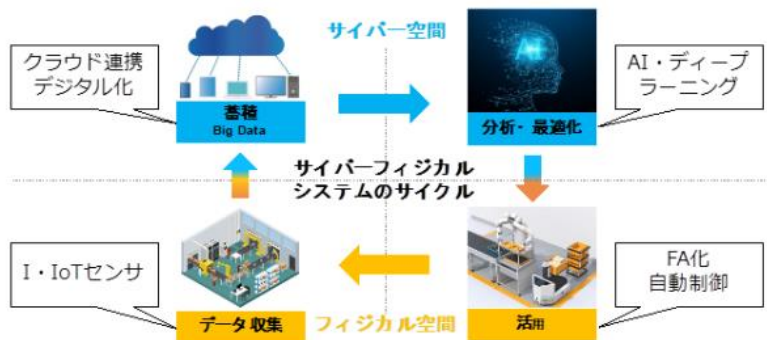 クラウド連携
デジタル化
サイバー空間
AI
AI・ディープ
ラーニング
蓄積
Big Data
分析・最適化
サイバーフィジカル
システムのサイクル
I・IoTセンサ
FA化
自動制御
データ収集
フィジカル空間
活用